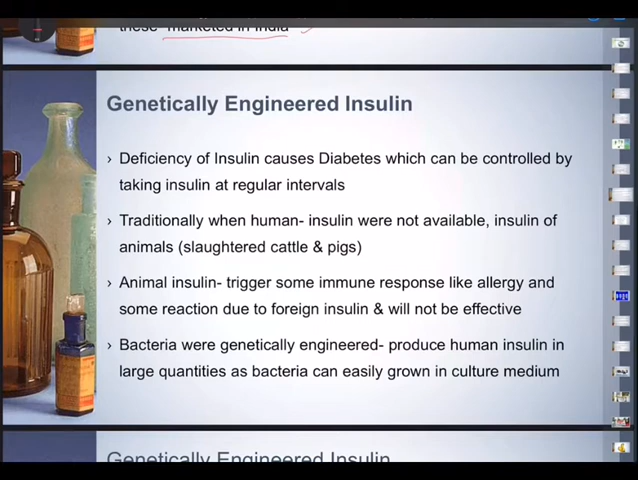 these "marketed in India"
Genetically Engineered Insulin
› Deficiency of Insulin causes Diabetes which can be controlled by
taking insulin at regular intervals
› Traditionally when human- insulin were not available, insulin of
animals (slaughtered cattle & pigs)
› Animal insulin- trigger some immune response like allergy and
some reaction due to foreign insulin & will not be effective
› Bacteria were genetically engineered- produce human insulin in
large quantities as bacteria can easily grown in culture medium
Genetically Engineered Insulin